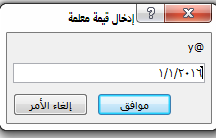 إدخال قيمة معلمة
y@
١/١/٢٠١٦
موافق
إلغاء الأمر